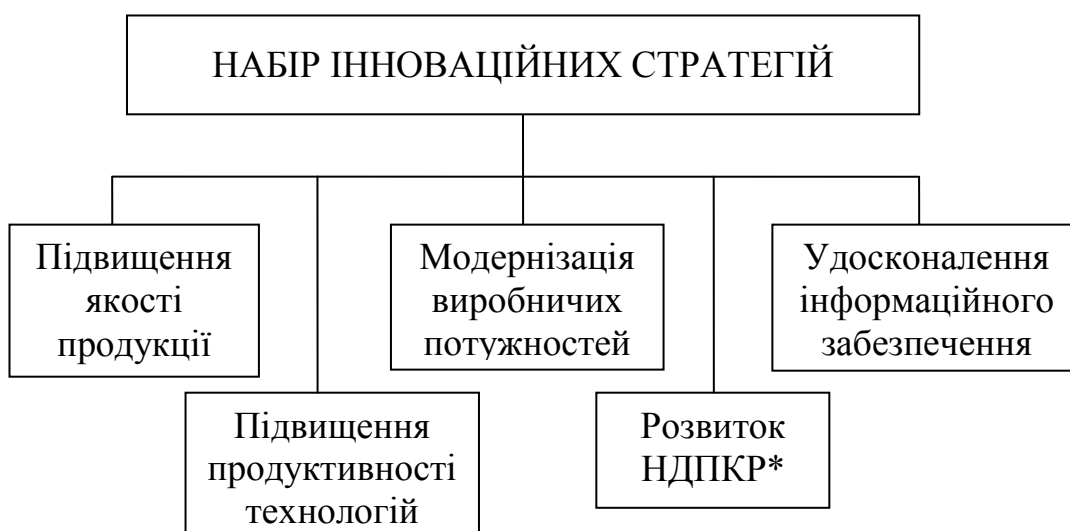 НАБІР ІННОВАЦІЙНИХ СТРАТЕГІЙ
Підвищення
якості
продукції
Модернізація
виробничих
потужностей
Удосконалення
інформаційного
забезпечення
Підвищення
продуктивності
технологій
Розвиток
НДПКР*